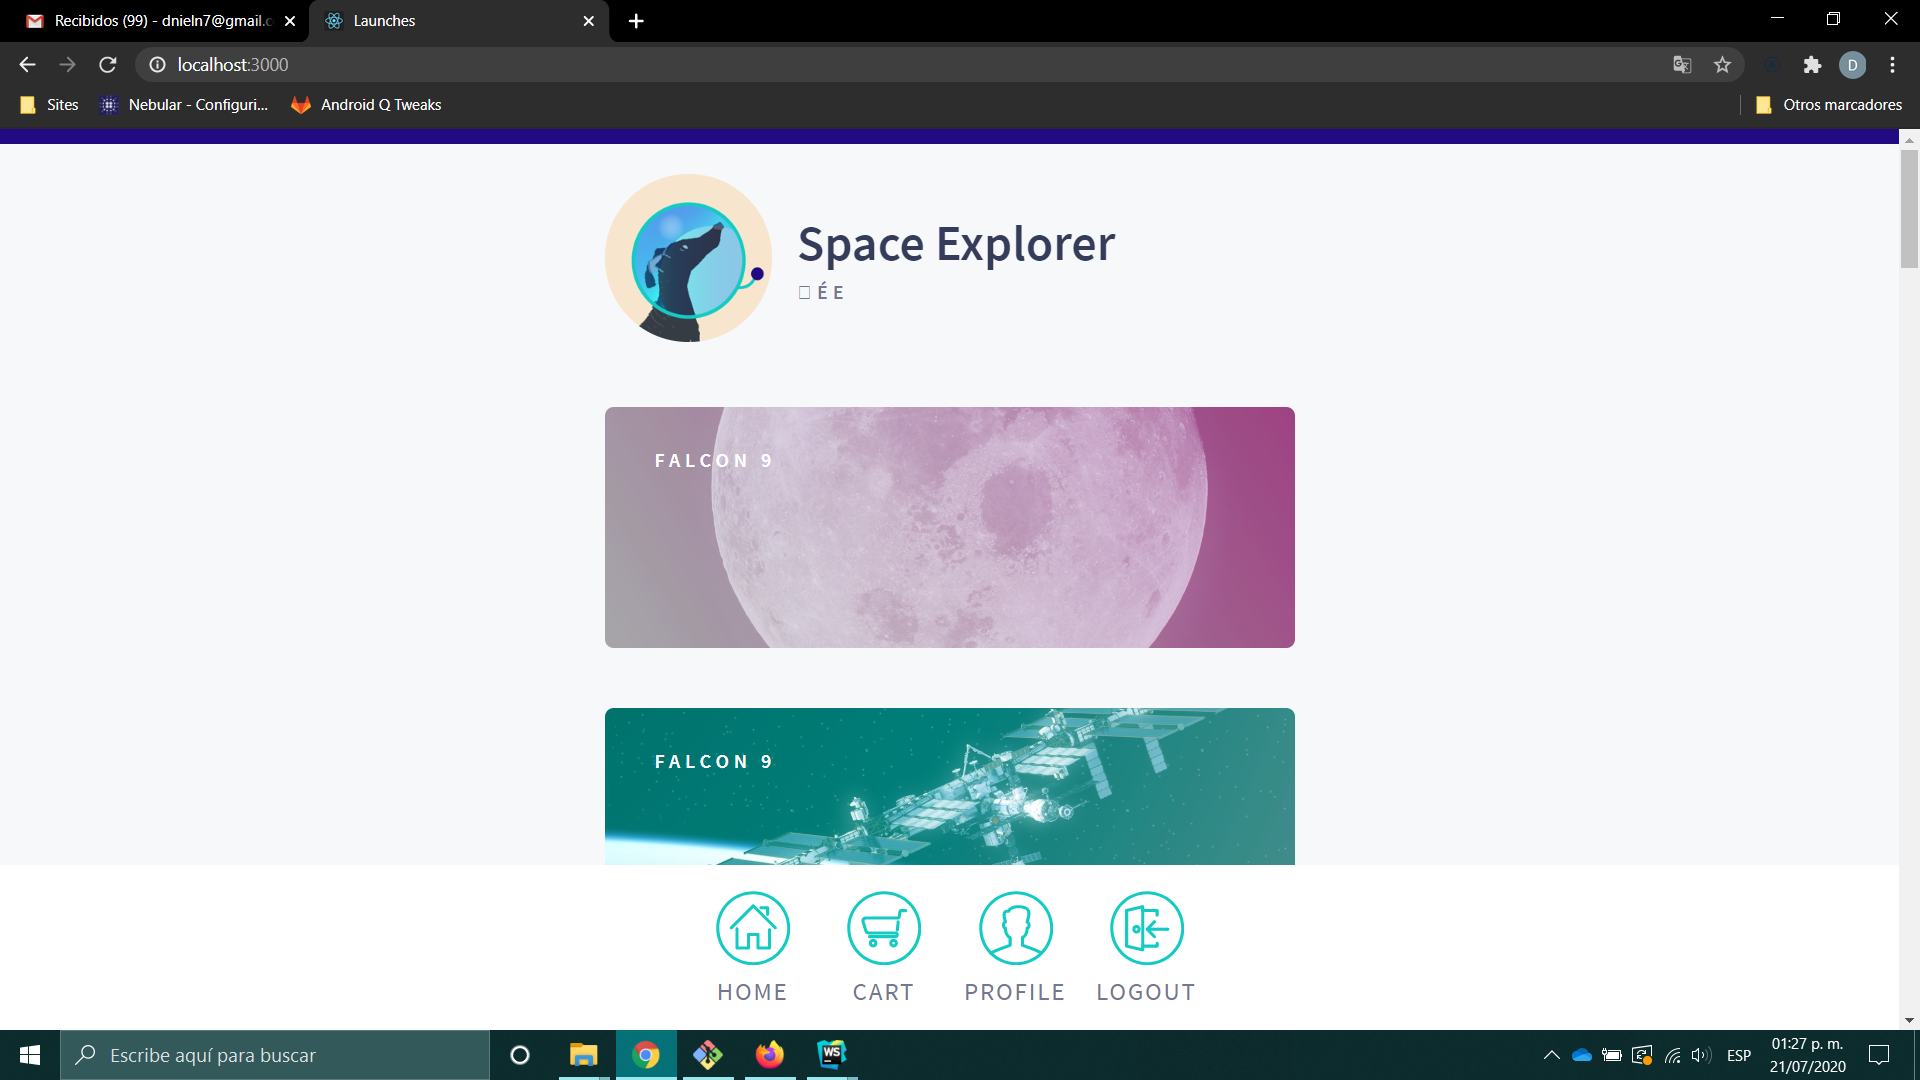 Recibidos (99) - dnieln7@gmail.c
Launches
localhost:3000
Sites
Nebular - Configuri...
Android Q Tweaks
Otros marcadores
D
Space Explorer
É E
FALCON 9
FALCON 9
HOME
CART
PROFILE
LOGOUT
Escribe aquí para buscar
WS
ESP
01:27 p. m.
21/07/2020